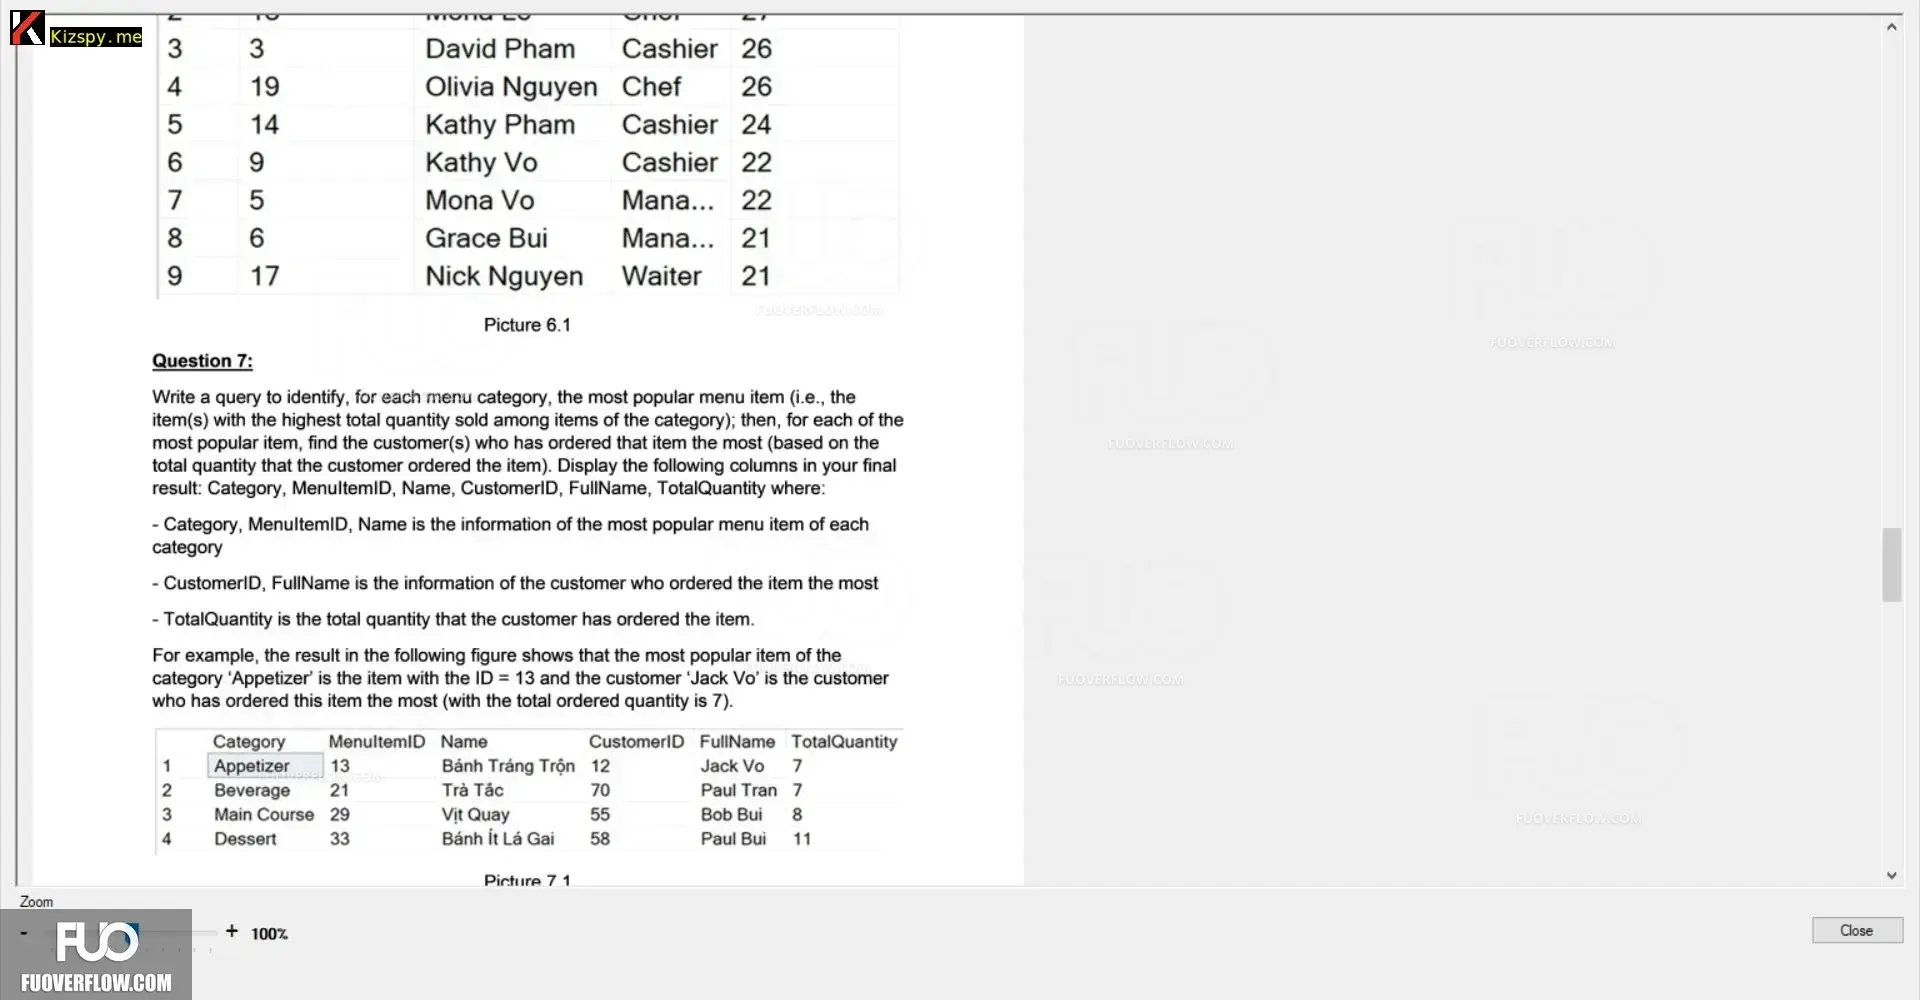 Kizspy.me
3 3 David Pham Cashier 26
4 19 Olivia Nguyen Chef 26
5 14 Kathy Pham Cashier 24
6 9 Kathy Vo Cashier 22
7 5 Mona Vo Mana... 22
8 6 Grace Bui Mana... 21
9 17 Nick Nguyen Waiter 21
FUOVERFLOW.COM
Picture 6.1
FUOVERFLOW.COM
Question 7:
Write a query to identify, for each menu category, the most popular menu item (i.e., the
item(s) with the highest total quantity sold among items of the category); then, for each of the
most popular item, find the customer(s) who has ordered that item the most (based on the
FUOVERFLOW.COM
total quantity that the customer ordered the item). Display the following columns in your final
result: Category, MenuItemID, Name, CustomerID, FullName, TotalQuantity where:
- Category, MenuItemID, Name is the information of the most popular menu item of each
category
- CustomerID, FullName is the information of the customer who ordered the item the most
- TotalQuantity is the total quantity that the customer has ordered the item.
For example, the result in the following figure shows that the most popular item of the
category ‘Appetizer’ is the item with the ID = 13 and the customer ‘Jack Vo’ is the customer
FUOVERFLOW.COM
who has ordered this item the most (with the total ordered quantity is 7).
Category MenuItemID Name CustomerID FullName TotalQuantity
1 Appetizer 13 Bánh Tráng Trộn 12 Jack Vo 7
2 Beverage 21 Trà Tắc 70 Paul Tran 7
3 Main Course 29 Vịt Quay 55 Bob Bui 8
FUOVERFLOW.COM
4 Dessert 33 Bánh Ít Lá Gai 58 Paul Bui 11
Picture 7.1
Zoom
- + 100%
Close
FUO
FUOVERFLOW.COM